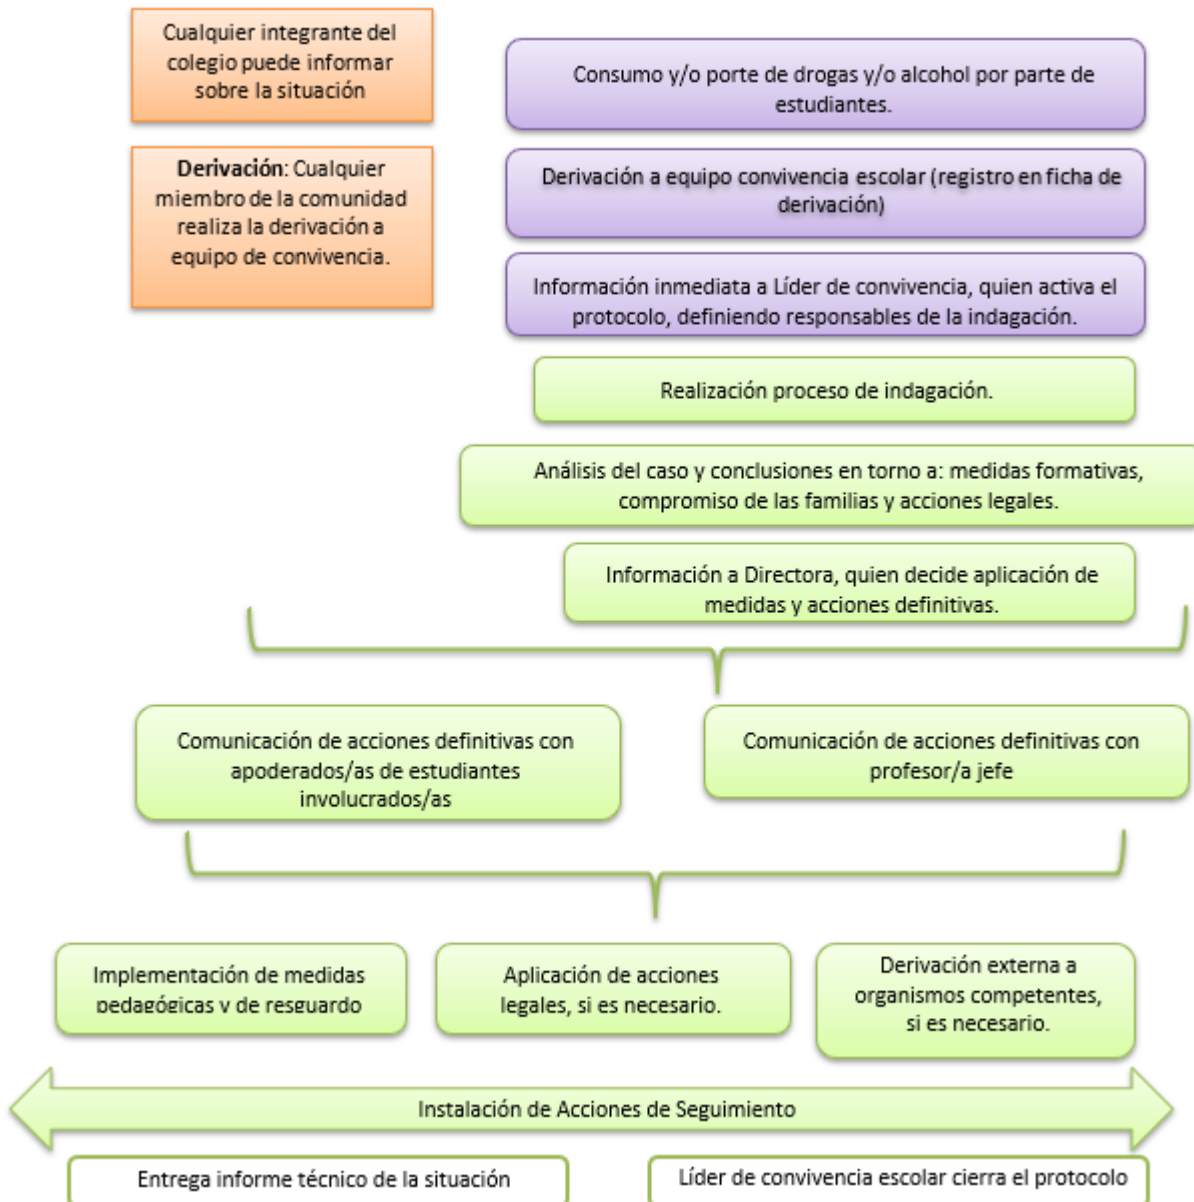 Cualquier integrante del
colegio puede informar
sobre la situación
Consumo y/o porte de drogas y/o alcohol por parte de
estudiantes.
Derivación: Cualquier
miembro de la comunidad
realiza la derivación a
equipo de convivencia.
Derivación a equipo convivencia escolar (registro en ficha de
derivación)
Información inmediata a Líder de convivencia, quien activa el
protocolo, definiendo responsables de la indagación.
Realización proceso de indagación.
Análisis del caso y conclusiones en torno a: medidas formativas,
compromiso de las familias y acciones legales.
Información a Directora, quien decide aplicación de
medidas y acciones definitivas.
Comunicación de acciones definitivas con
apoderados/as de estudiantes
involucrados/as
Comunicación de acciones definitivas con
profesor/a jefe
Implementación de medidas
pedagógicas y de resguardo
Aplicación de acciones
legales, si es necesario.
Derivación externa a
organismos competentes,
si es necesario.
Instalación de Acciones de Seguimiento
Entrega informe técnico de la situación
Líder de convivencia escolar cierra el protocolo